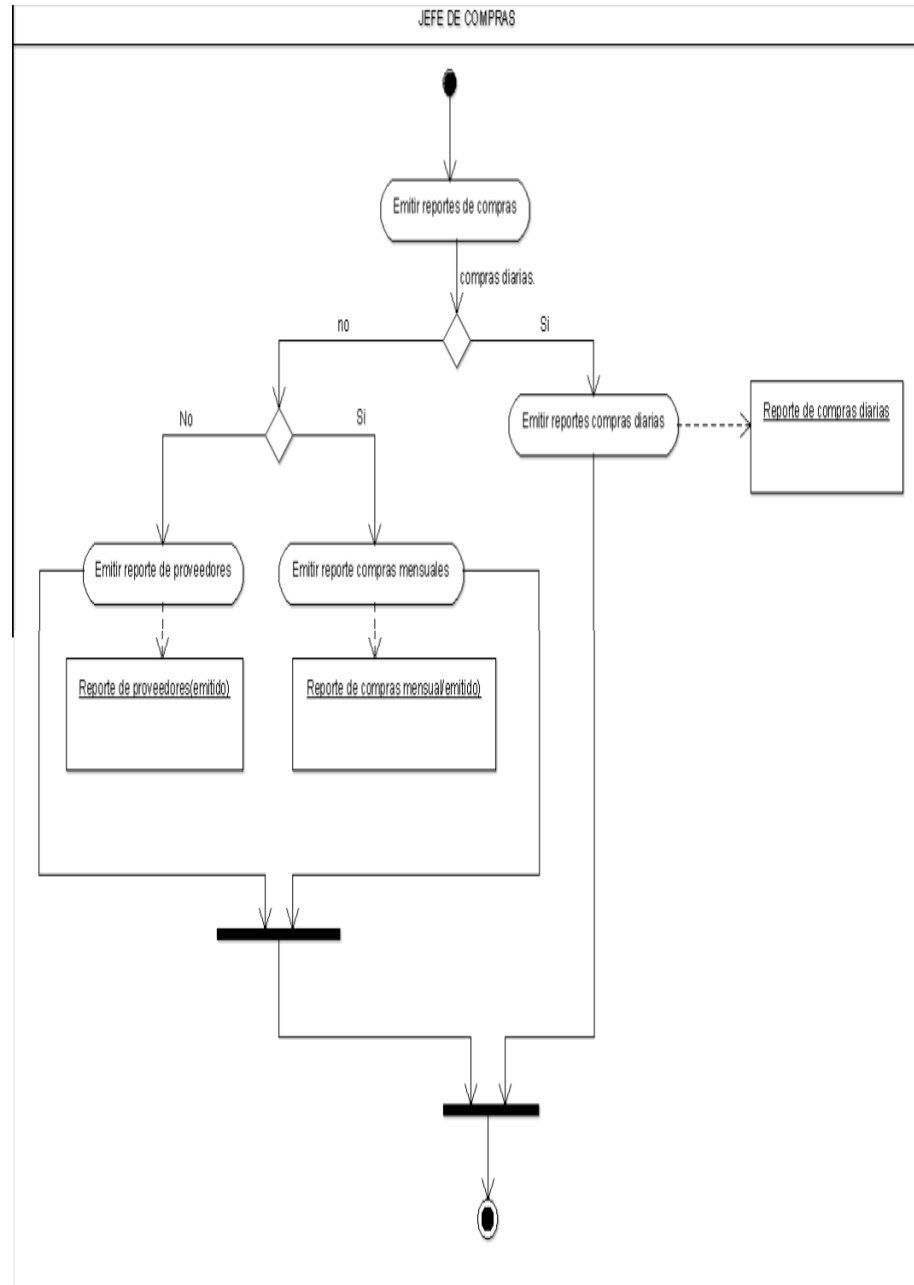 JEFE DE COMPRAS
Emitir reportes de compras
compras diarias.
no
Si
No
Si
Emitir reportes compras diarias
Reporte de compras diarias
Emitir reporte de proveedores
Emitir reporte compras mensuales
Reporte de proveedores(emitido)
Reporte de compras mensual/emitido)